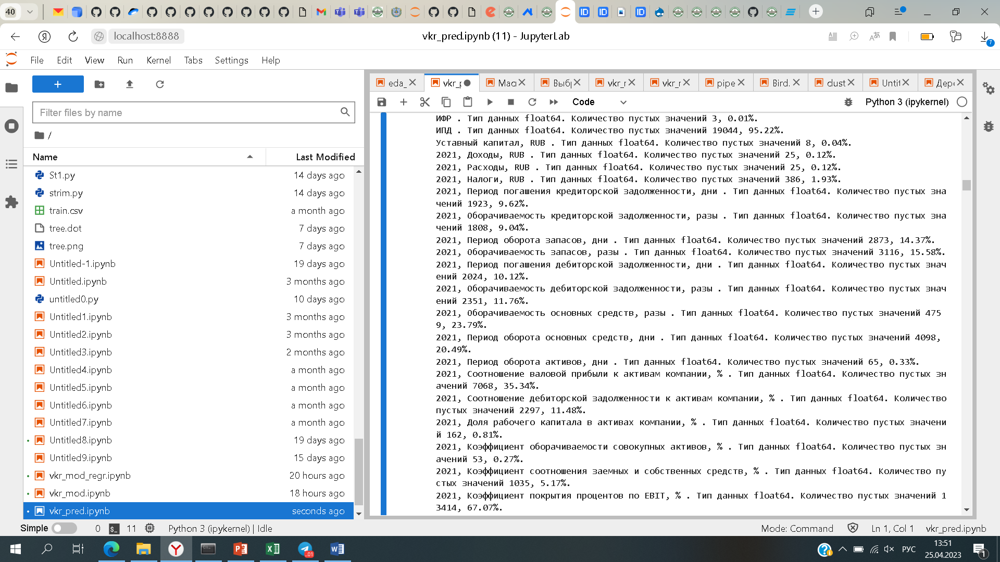 40
localhost:8888
vkr_pred.ipynb (11) - JupyterLab
7
File Edit View Run Kernel Tabs Settings Help
Filter files by name
/
Name Last Modified
St1.py 14 days ago
strim.py 14 days ago
train.csv a month ago
tree.dot 7 days ago
tree.png 7 days ago
Untitled-1.ipynb 19 days ago
Untitled.ipynb 3 months ago
untitled0.py 10 days ago
Untitled1.ipynb 3 months ago
Untitled2.ipynb 3 months ago
Untitled3.ipynb 2 months ago
Untitled4.ipynb a month ago
Untitled5.ipynb a month ago
Untitled6.ipynb a month ago
Untitled7.ipynb a month ago
Untitled8.ipynb 19 days ago
Untitled9.ipynb 15 days ago
vkr_mod_regr.ipynb 20 hours ago
vkr_mod.ipynb 18 hours ago
vkr_pred.ipynb seconds ago
eda_ vkr_p Маc Выб vkr_r vkr_r pipe Bird. clust Untit Дер
Code Python 3 (ipykernel)
ИФР . Тип данных float64. Количество пустых значений 3, 0.01%.
ИПД . Тип данных float64. Количество пустых значений 19044, 95.22%.
Уставный капитал, RUB . Тип данных float64. Количество пустых значений 8, 0.04%.
2021, Доходы, RUB . Тип данных float64. Количество пустых значений 25, 0.12%.
2021, Расходы, RUB . Тип данных float64. Количество пустых значений 25, 0.12%.
2021, Налоги, RUB . Тип данных float64. Количество пустых значений 386, 1.93%.
2021, Период погашения кредиторской задолженности, дни . Тип данных float64. Количество пустых зна
чений 1923, 9.62%.
2021, Оборачиваемость кредиторской задолженности, разы . Тип данных float64. Количество пустых зна
чений 1808, 9.04%.
2021, Период оборота запасов, дни . Тип данных float64. Количество пустых значений 2873, 14.37%.
2021, Оборачиваемость запасов, разы . Тип данных float64. Количество пустых значений 3116, 15.58%.
2021, Период погашения дебиторской задолженности, дни . Тип данных float64. Количество пустых знач
ений 2024, 10.12%.
2021, Оборачиваемость дебиторской задолженности, разы . Тип данных float64. Количество пустых знач
ений 2351, 11.76%.
2021, Оборачиваемость основных средств, разы . Тип данных float64. Количество пустых значений 475
9, 23.79%.
2021, Период оборота основных средств, дни . Тип данных float64. Количество пустых значений 4098,
20.49%.
2021, Период оборота активов, дни . Тип данных float64. Количество пустых значений 65, 0.33%.
2021, Соотношение валовой прибыли к активам компании, % . Тип данных float64. Количество пустых зн
ачений 7068, 35.34%.
2021, Соотношение дебиторской задолженности к активам компании, % . Тип данных float64. Количество
пустых значений 2297, 11.48%.
2021, Доля рабочего капитала в активах компании, % . Тип данных float64. Количество пустых значени
й 162, 0.81%.
2021, Коэффициент оборачиваемости совокупных активов, % . Тип данных float64. Количество пустых зн
ачений 53, 0.27%.
2021, Коэффициент соотношения заемных и собственных средств, % . Тип данных float64. Количество пу
стых значений 1035, 5.17%.
2021, Коэффициент покрытия процентов по EBIT, % . Тип данных float64. Количество пустых значений 1
3414, 67.07%.
Simple 0 11 Python 3 (ipykernel) | Idle Mode: Command Ln 1, Col 1 vkr_pred.ipynb
РУС 13:51
25.04.2023
1